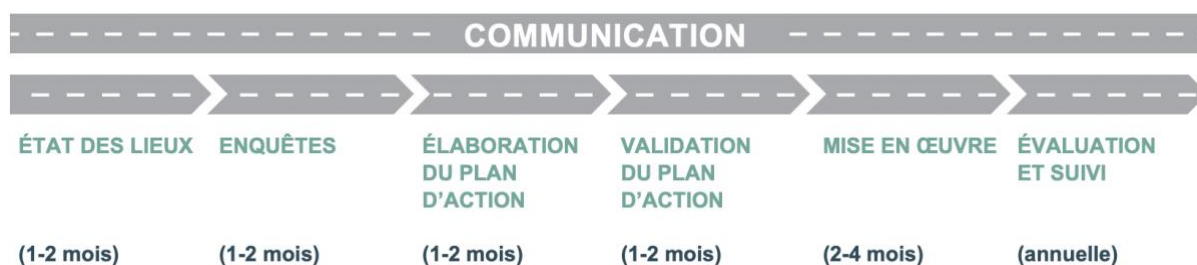 COMMUNICATION
ÉTAT DES LIEUX
(1-2 mois)
ENQUÊTES
(1-2 mois)
ÉLABORATION
DU PLAN
D'ACTION
(1-2 mois)
VALIDATION
DU PLAN
D'ACTION
(1-2 mois)
MISE EN ŒUVRE
(2-4 mois)
ÉVALUATION
ET SUIVI
(annuelle)